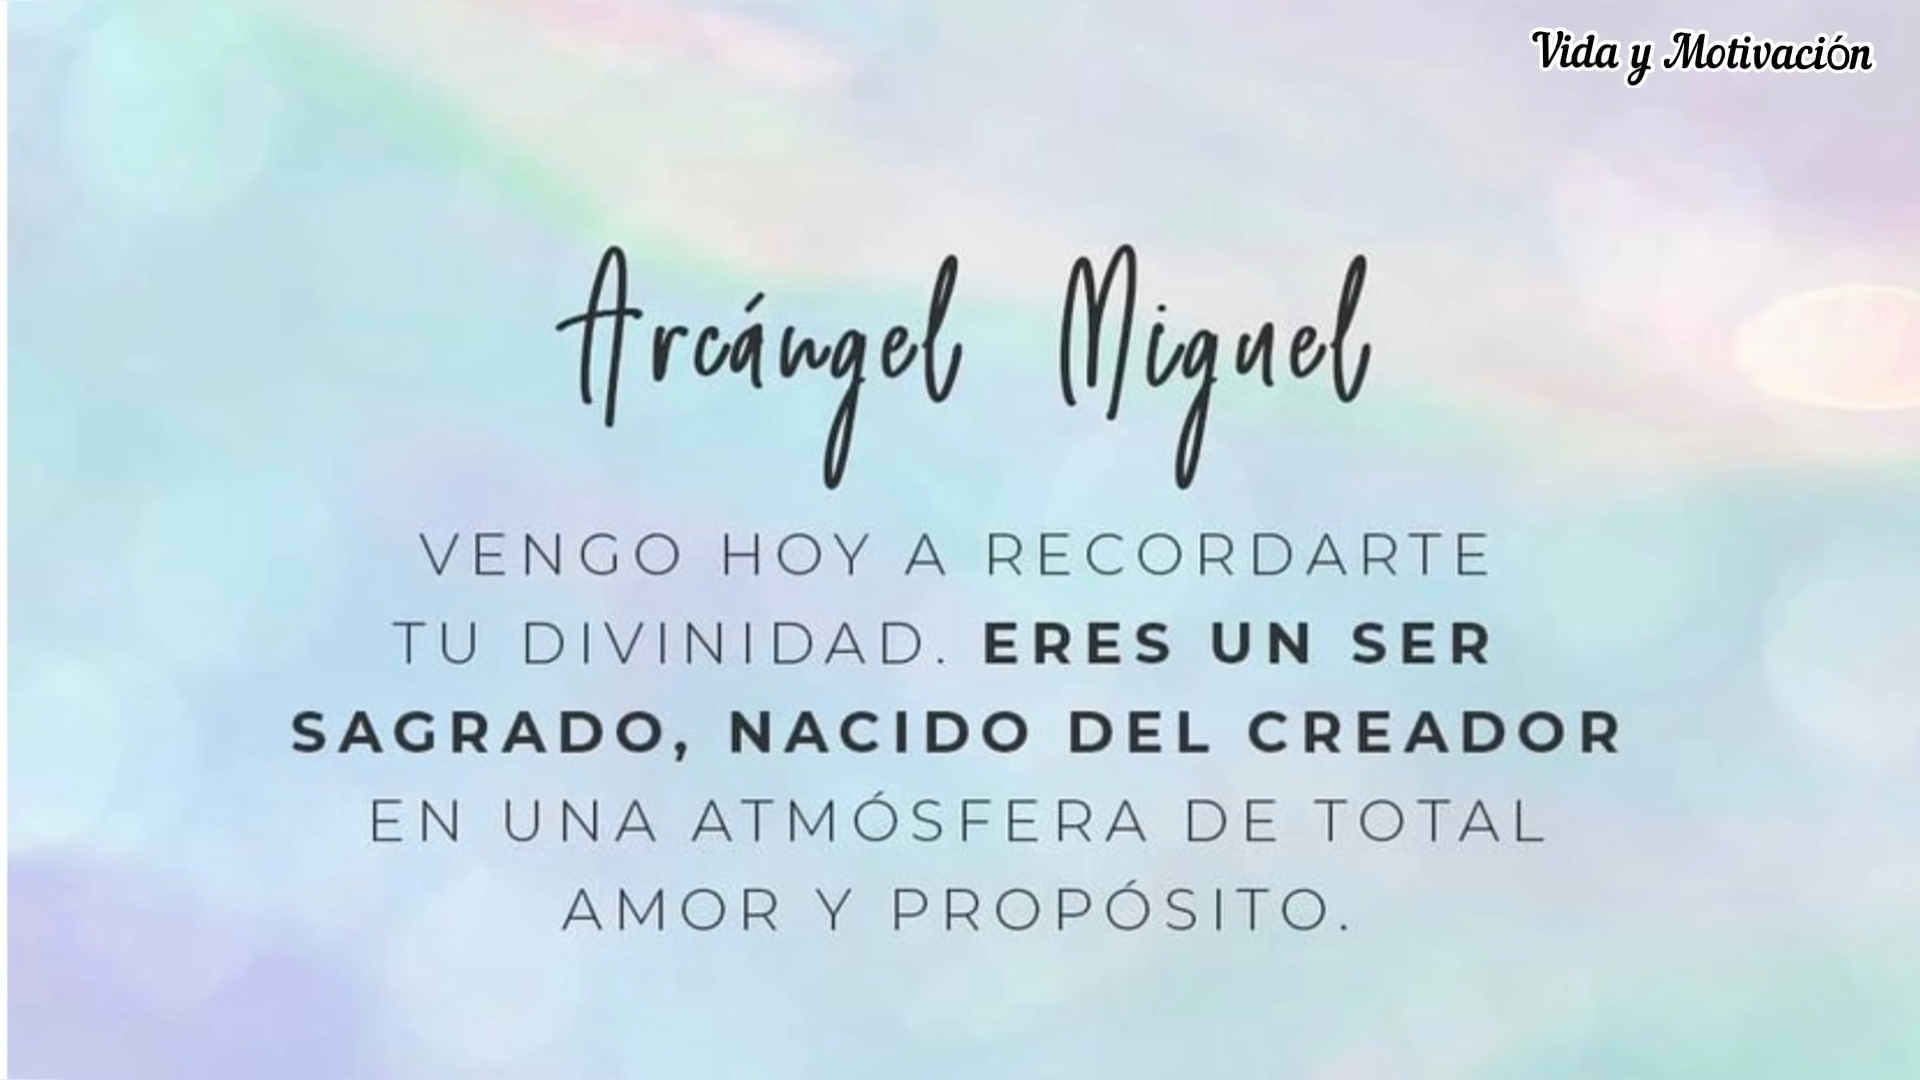 Vida y Motivación
Arcángel Miguel
VENGO HOY A RECORDARTE
TU DIVINIDAD. ERES UN SER
SAGRADO, NACIDO DEL CREADOR
EN UNA ATMÓSFERA DE TOTAL
AMOR Y PROPÓSITO.